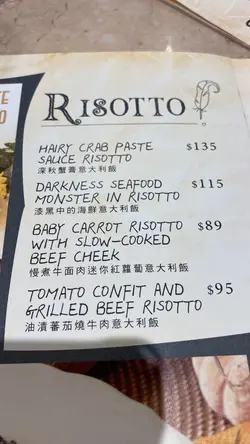 RISOTTO
HAIRY CRAB PASTE $135
SAUCE RISOTTO
深秋蟹膏意大利飯
DARKNESS SEAFOOD $115
MONSTER IN RISOTTO
漆黑中的海鮮意大利飯
BABY CARROT RISOTTO $89
WITH SLOW-COOKED
BEEF CHEEK
慢煮牛面肉迷你紅蘿蔔意大利飯
TOMATO CONFIT AND $95
GRILLED BEEF RISOTTO
油漬蕃茄燒牛肉意大利飯